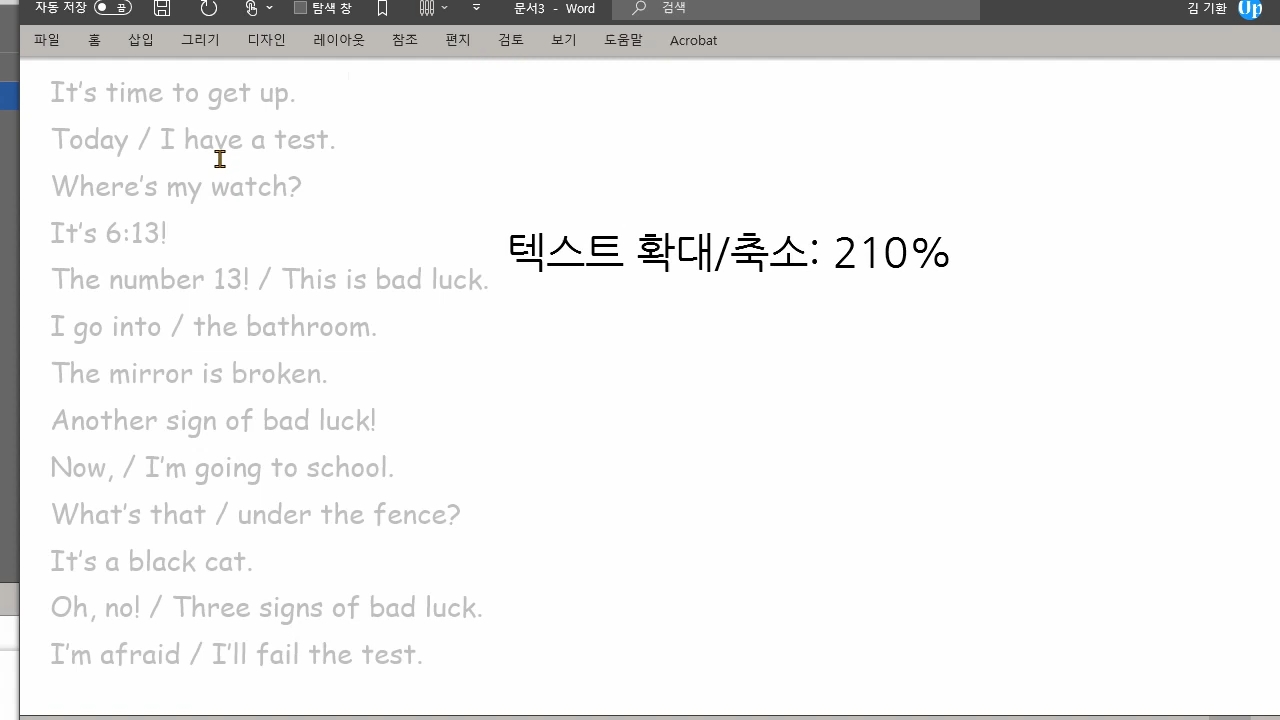 자동 저장 끔 탐색 창 문서3 - Word 검색 김 기환 Up
파일 홈 삽입 그리기 디자인 레이아웃 참조 편지 검토 보기 도움말 Acrobat
It's time to get up.
Today / I have a test.
Where's my watch?
It's 6:13!
텍스트 확대/축소: 210%
The number 13! / This is bad luck.
I go into / the bathroom.
The mirror is broken.
Another sign of bad luck!
Now, / I'm going to school.
What's that / under the fence?
It's a black cat.
Oh, no! / Three signs of bad luck.
I'm afraid / I'll fail the test.